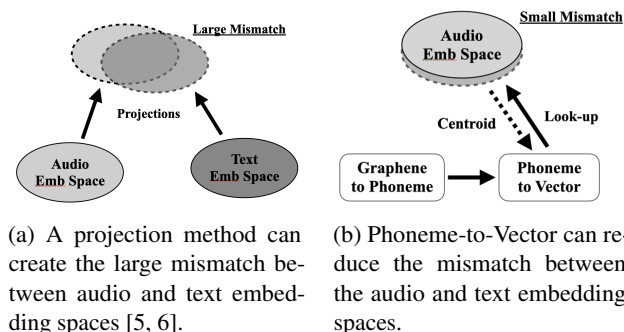 Large Mismatch
Projections
Audio
Emb Space
Text
Emb Space
(a) A projection method can
create the large mismatch be-
tween audio and text embed-
ding spaces [5, 6].
Small Mismatch
Audio
Emb Space
Centroid
Look-up
Graphene
to Phoneme
Phoneme
to Vector
(b) Phoneme-to-Vector can re-
duce the mismatch between
the audio and text embedding
spaces.